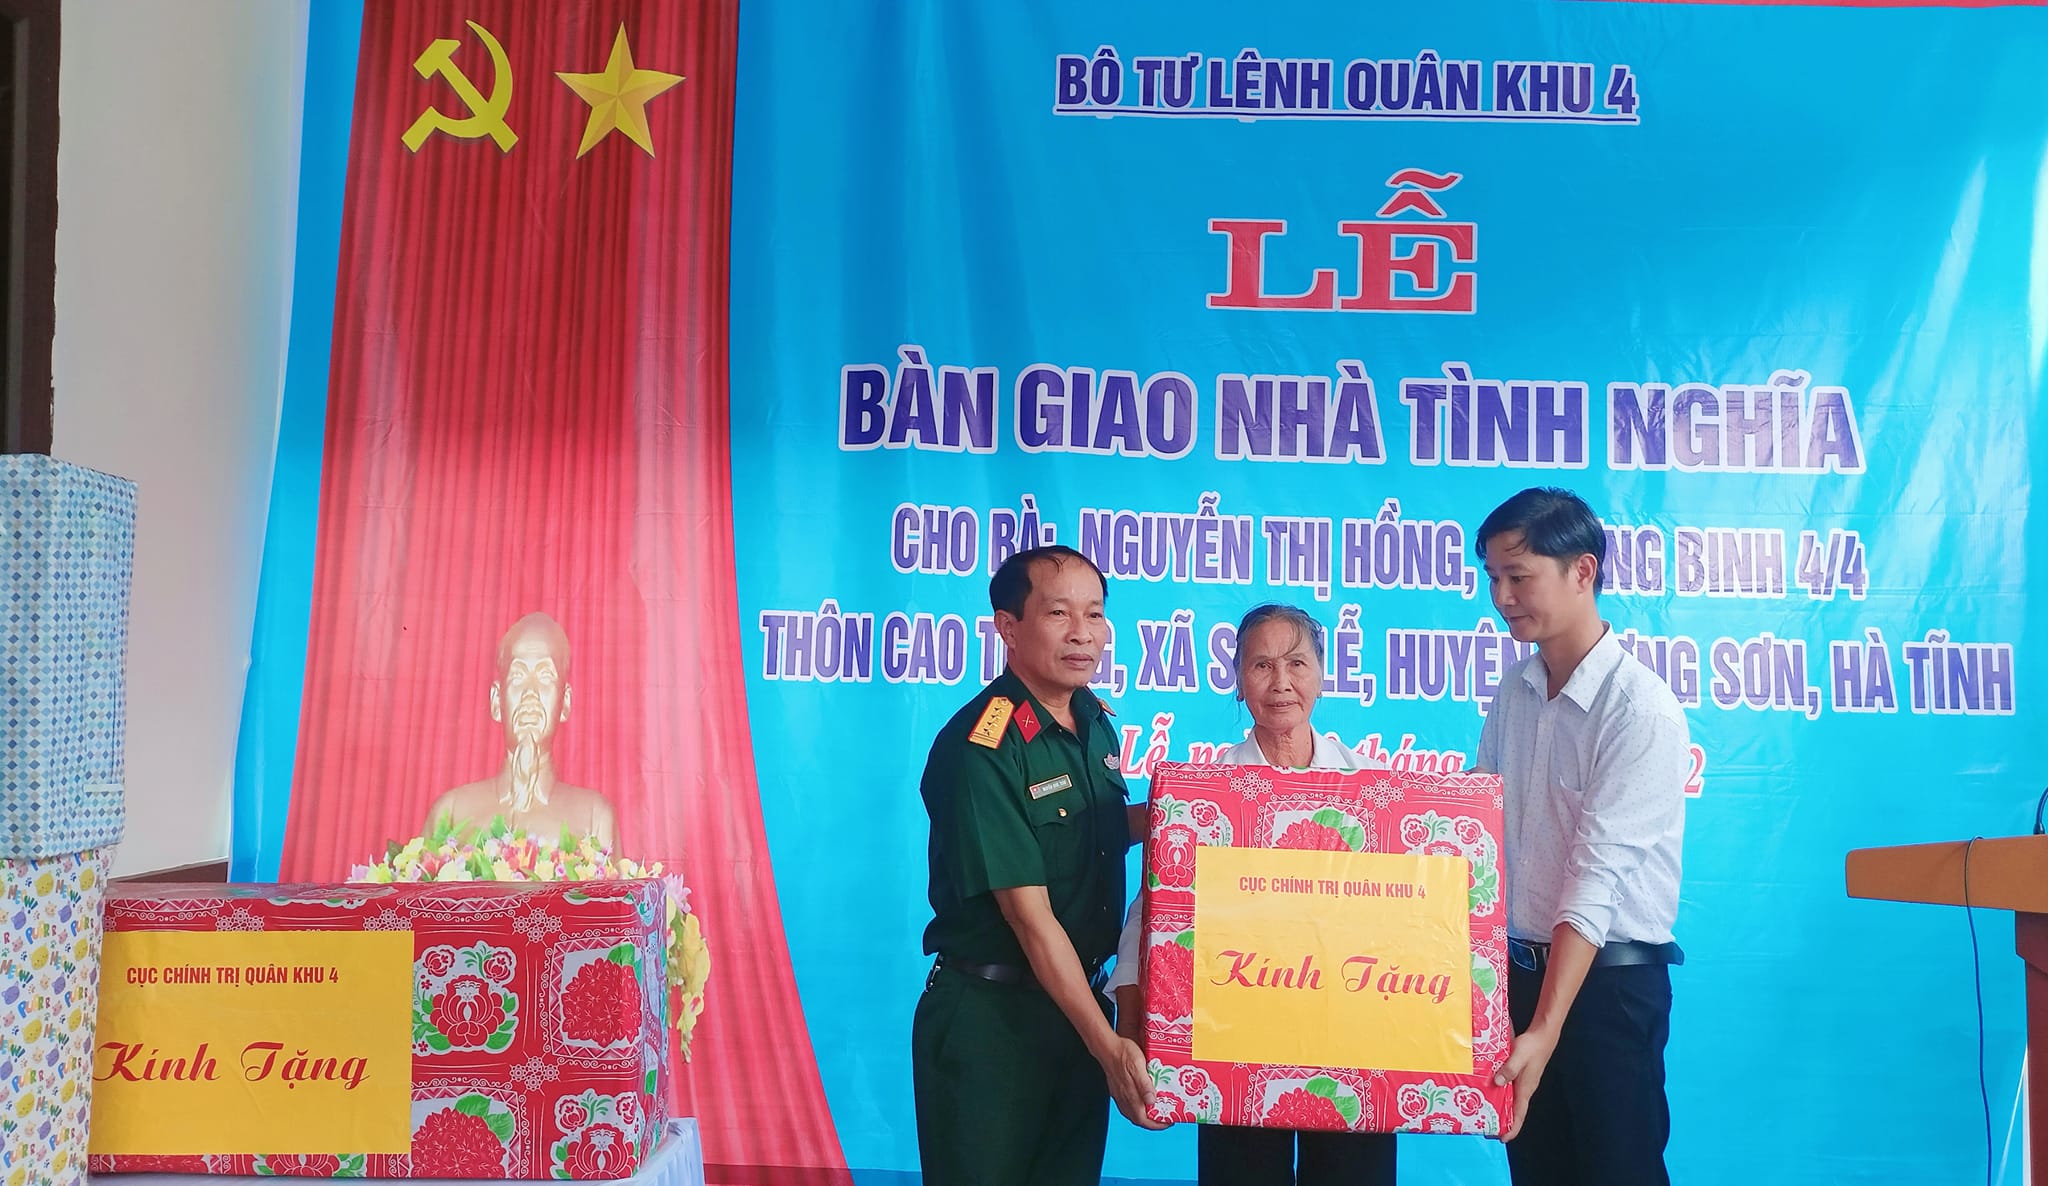 BỘ TƯ LỆNH QUÂN KHU 4
LỄ
BÀN GIAO NHÀ TÌNH NGHĨA
CHO BÀ: NGUYỄN THỊ HỒNG, BINH 4/4
THÔN CAO XÃ LỄ, HUYỆN SƠN, HÀ TĨNH
Lễ, tháng
CỤC CHÍNH TRỊ QUÂN KHU 4
Kính Tặng
CỤC CHÍNH TRỊ QUÂN KHU 4
Kính Tặng